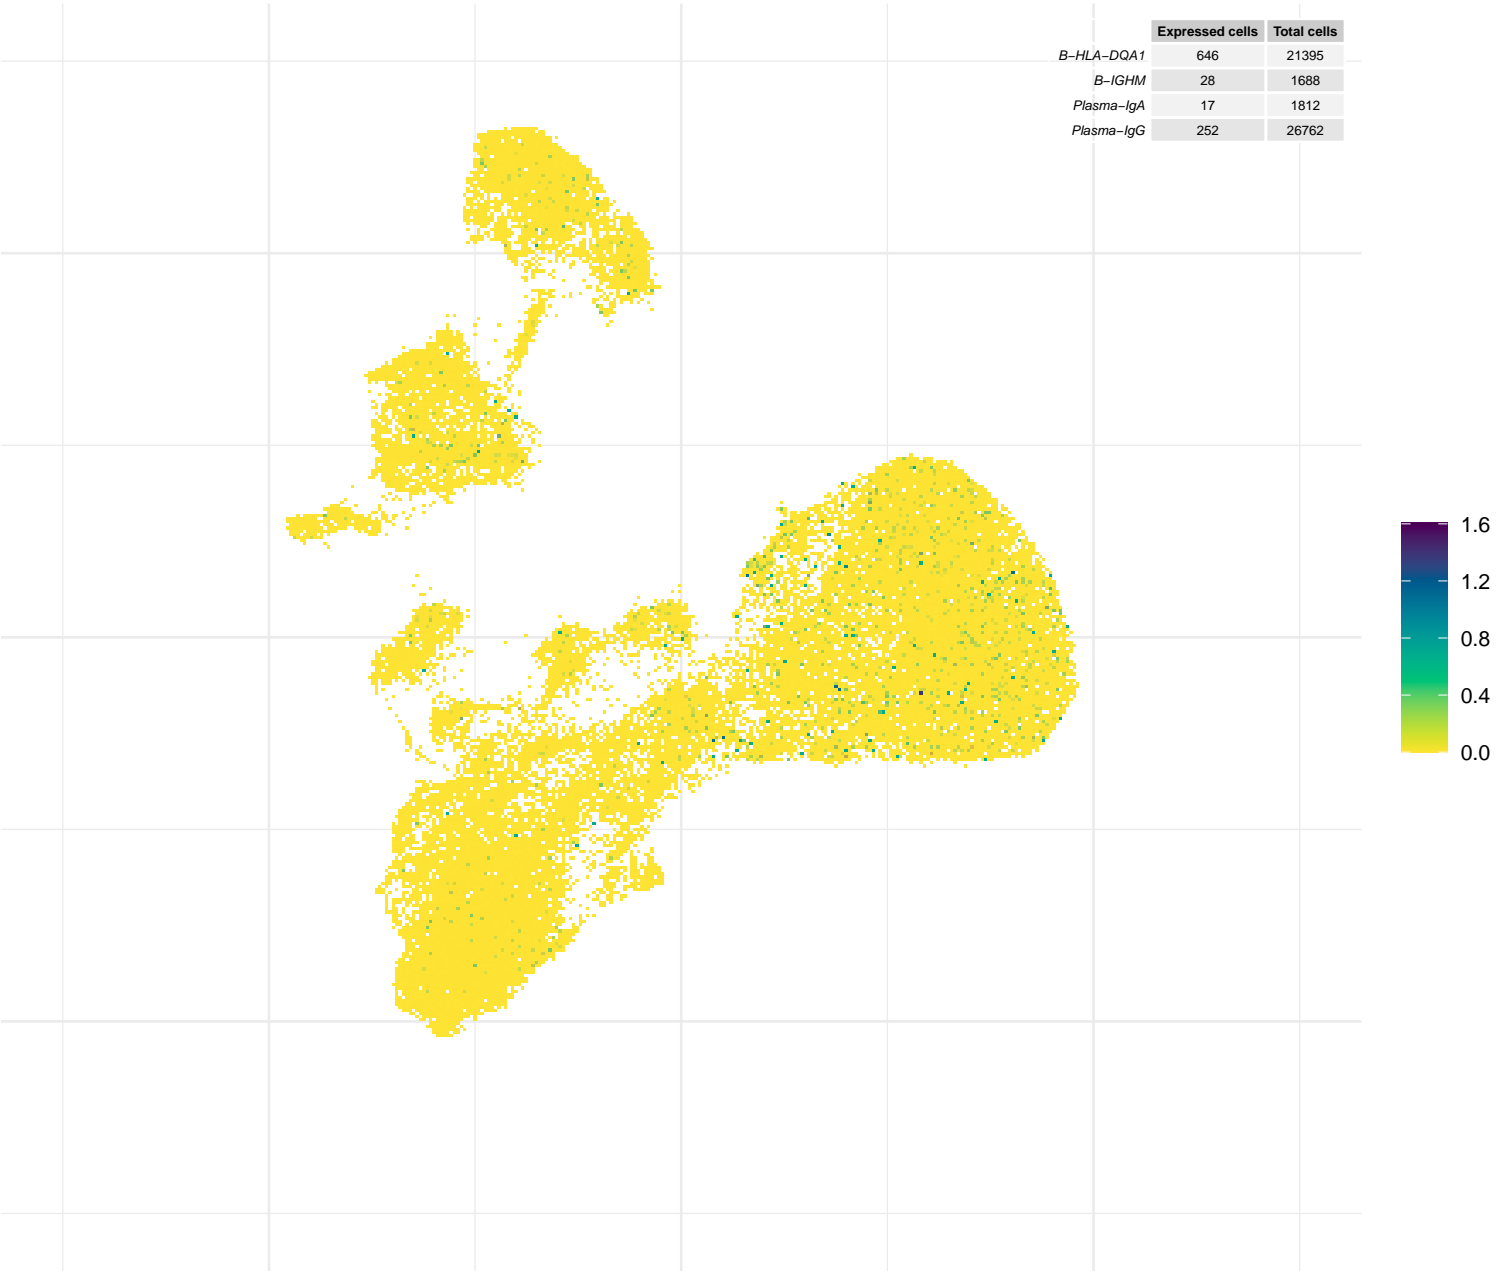 Expressed cells Total cells
B−HLA−DQA1 646 21395
B−IGHM 28 1688
Plasma−IgA 17 1812
Plasma−IgG 252 26762
1.6
1.2
0.8
0.4
0.0